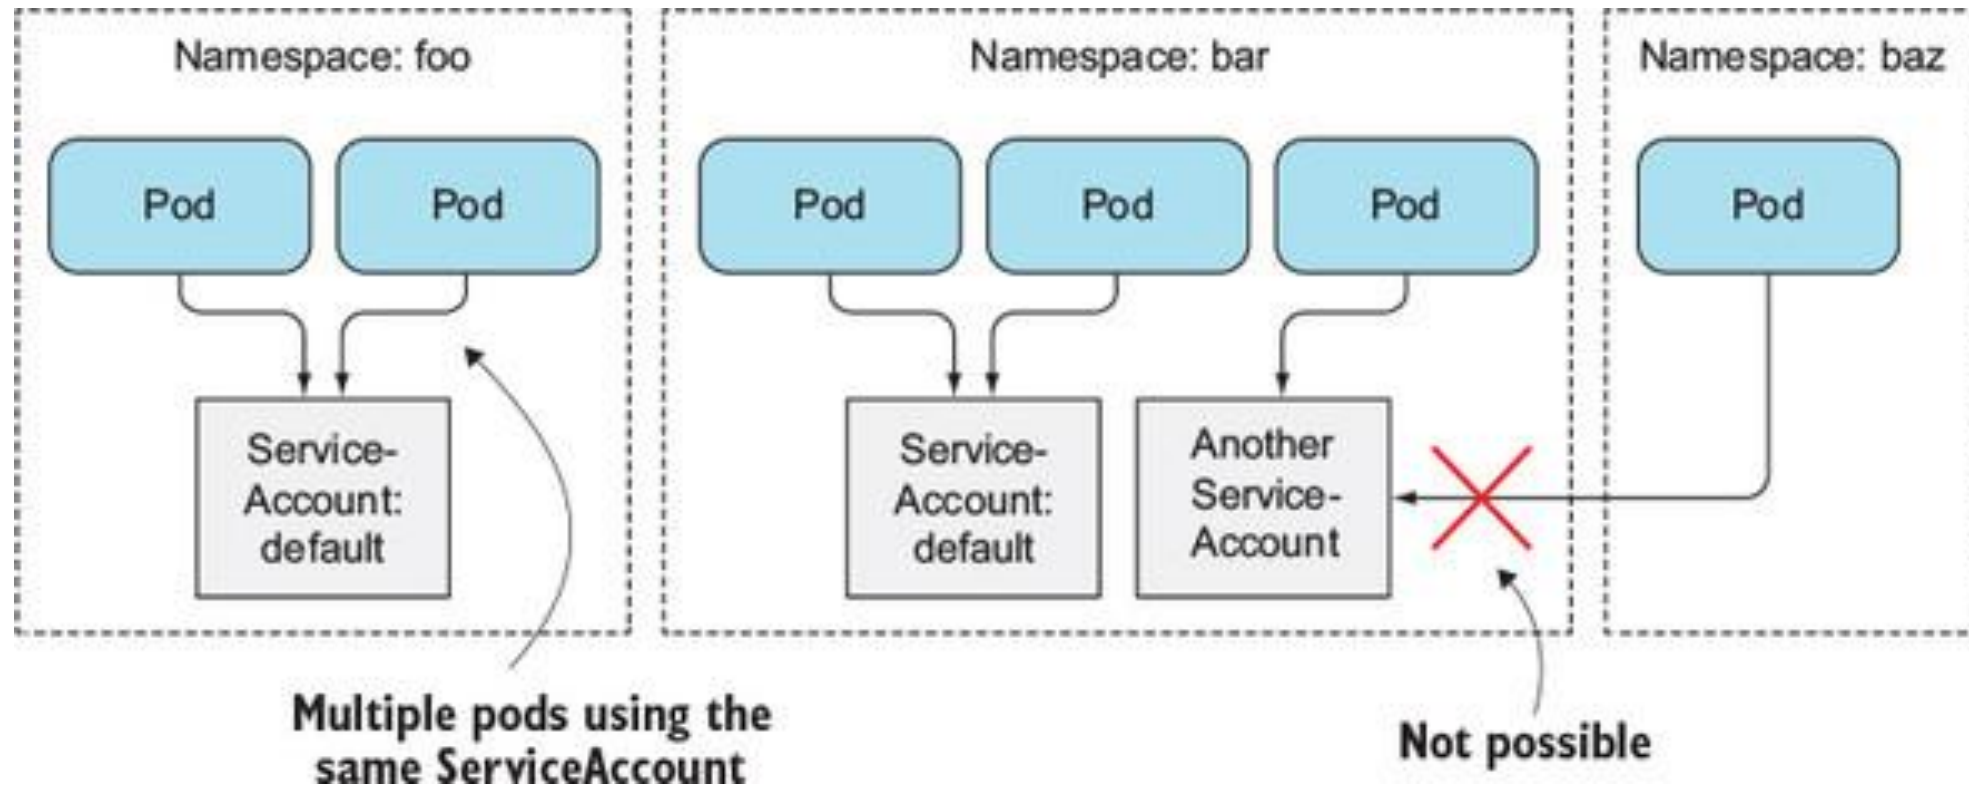 Namespace: foo
Namespace: bar
Namespace: baz
Pod
Pod
Pod
Pod
Pod
Pod
Service-
Account:
default
Service-
Account:
default
Another
Service-
Account
Multiple pods using the
same ServiceAccount
Not possible